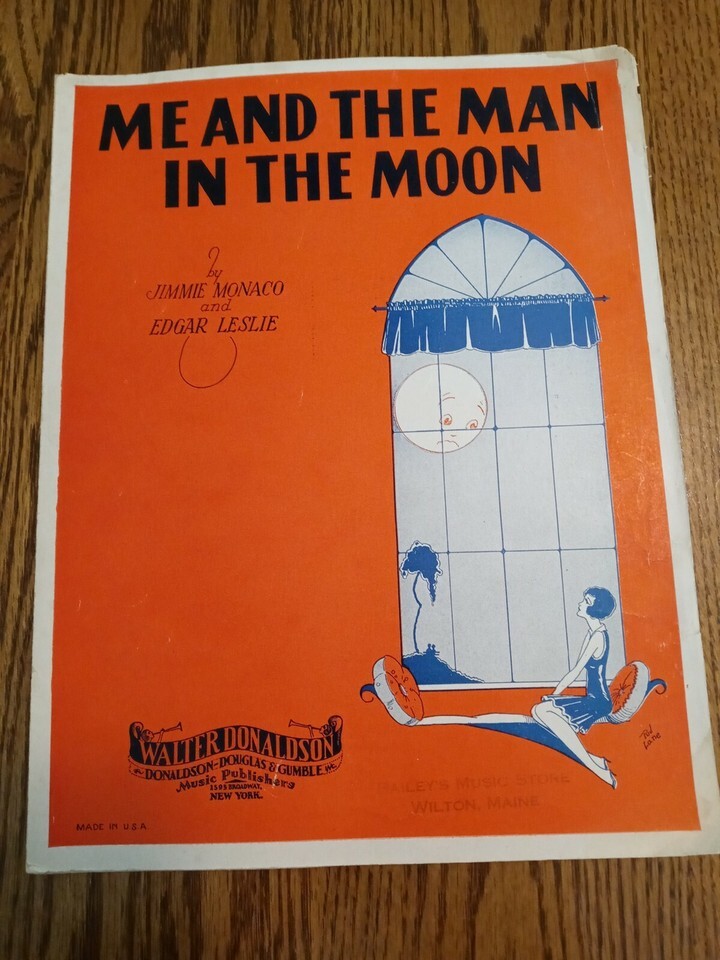 ME AND THE MAN
IN THE MOON
by
JIMMIE MONACO
and
EDGAR LESLIE
WALTER DONALDSON
DONALDSON-DOUGLAS & GUMBLE INC.
Music Publishers
1595 BROADWAY,
NEW YORK.
MADE IN U.S.A.
BAILEY'S MUSIC STORE
WILTON, MAINE
Lane